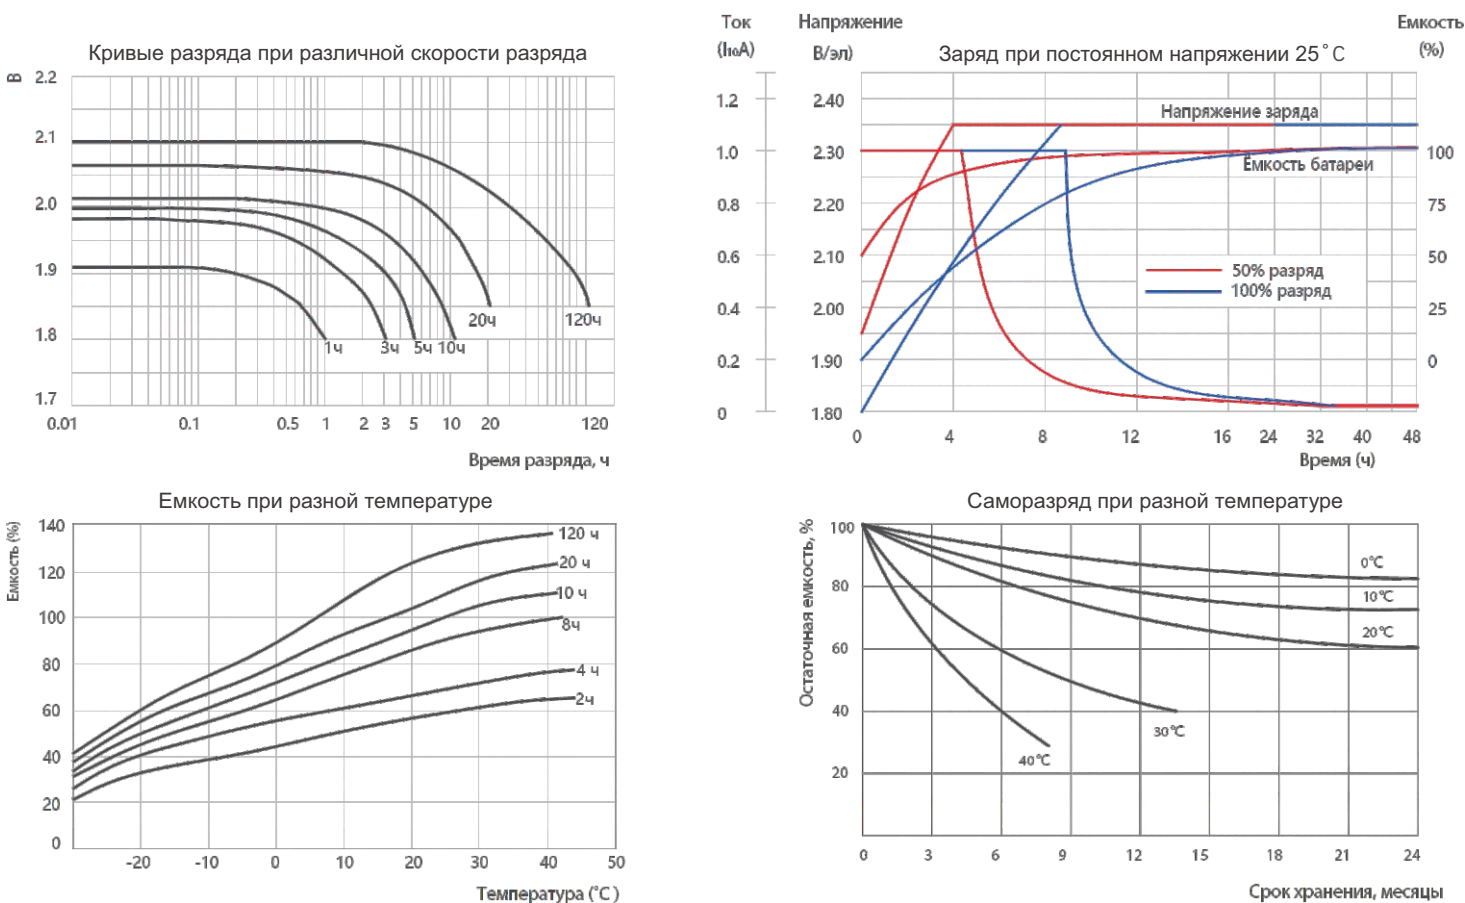 Кривые разряда при различной скорости разряда
В
2.2
2.1
2.0
1.9
1.8
1.7
1ч
3ч
5ч
10ч
20ч
120ч
0.01 0.1 0.5 1 2 3 5 10 20 120
Время разряда, ч
Ток Напряжение Емкость
(I₁₀А) В/эл) Заряд при постоянном напряжении 25˚C (%)
1.2 2.40
1.0 2.30 100
0.8 2.20 75
0.6 2.10 50
0.4 2.00 25
0.2 1.90 0
0 1.80
Напряжение заряда
Емкость батареи
50% разряд
100% разряд
0 4 8 12 16 24 32 40 48
Время (ч)
Емкость при разной температуре
Емкость (%)
140
120
100
80
60
40
20
0
120 ч
20 ч
10 ч
8ч
4 ч
2ч
-20 -10 0 10 20 30 40 50
Температура (˚C )
Саморазряд при разной температуре
Остаточная емкость, %
100
80
60
40
20
0℃
10℃
20℃
30℃
40℃
0 3 6 9 12 15 18 21 24
Срок хранения, месяцы